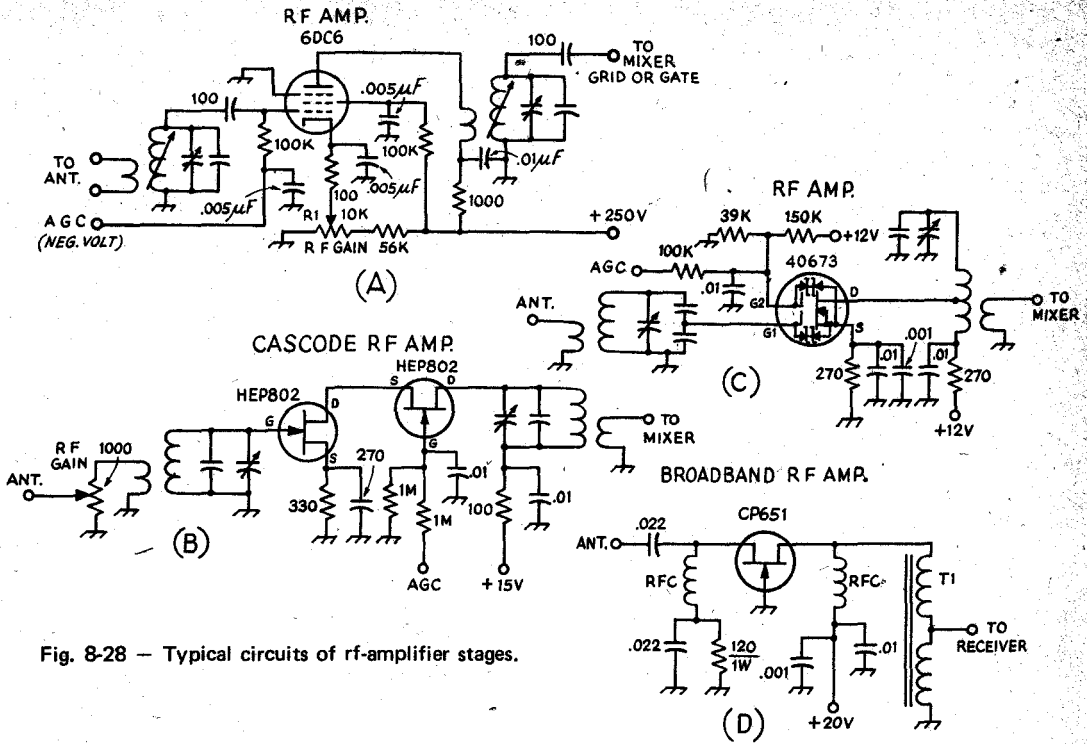 RF AMP.
6DC6
100
TO
MIXER
GRID OR GATE
.005µF
100
100K
100K
.01µF
TO
ANT.
.005µF
.005µF
100
1000
AGC
(NEG. VOLT)
R1
10K
RF GAIN
56K
+250V
(A)
RF AMP.
39K
150K
+12V
100K
AGC
40673
.01
G2
D
ANT.
G1
S
TO
MIXER
.001
.01
.01
270
270
+12V
(C)
CASCODE RF AMP.
HEP802
HEP802
S
D
D
G
S
G
TO
MIXER
RF
GAIN
1000
ANT.
270
.01
330
1M
1M
100
.01
AGC
+15V
(B)
BROADBAND RF AMP.
CP651
.022
ANT.
RFC
RFC
T1
TO
RECEIVER
.022
120
1W
.001
.01
+20V
(D)
Fig. 8-28 — Typical circuits of rf-amplifier stages.